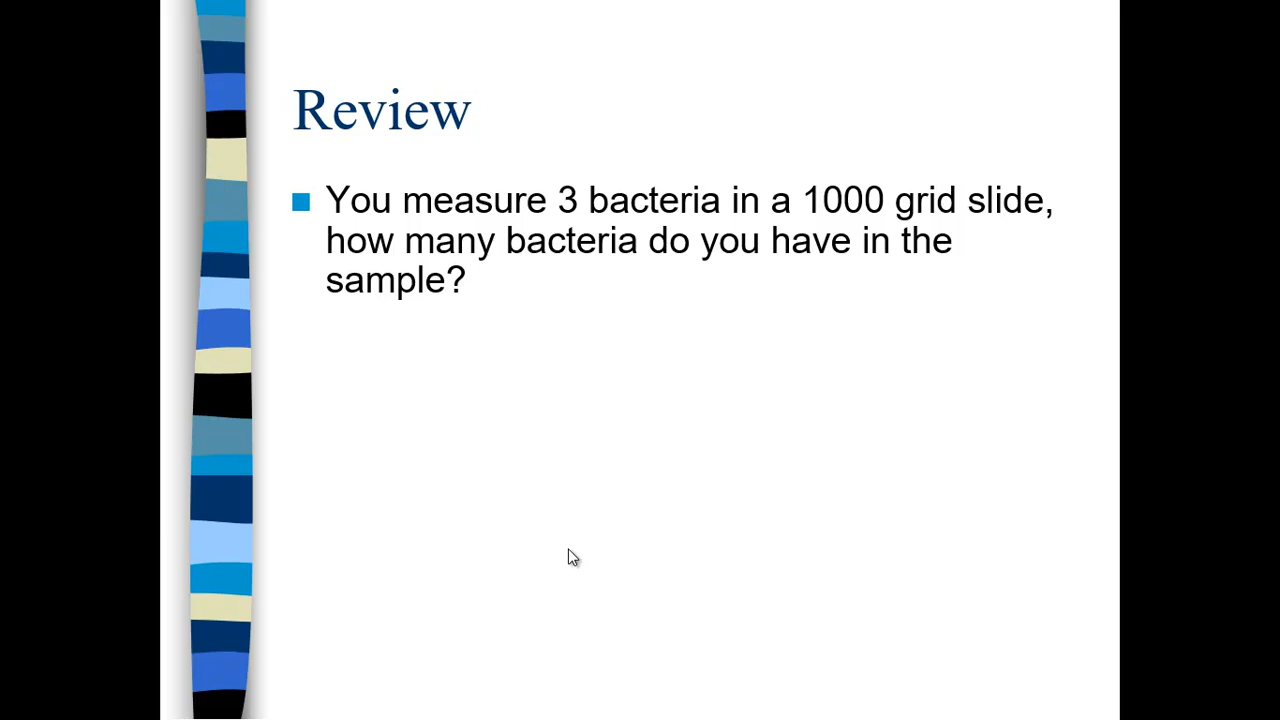 Review
You measure 3 bacteria in a 1000 grid slide,
how many bacteria do you have in the
sample?